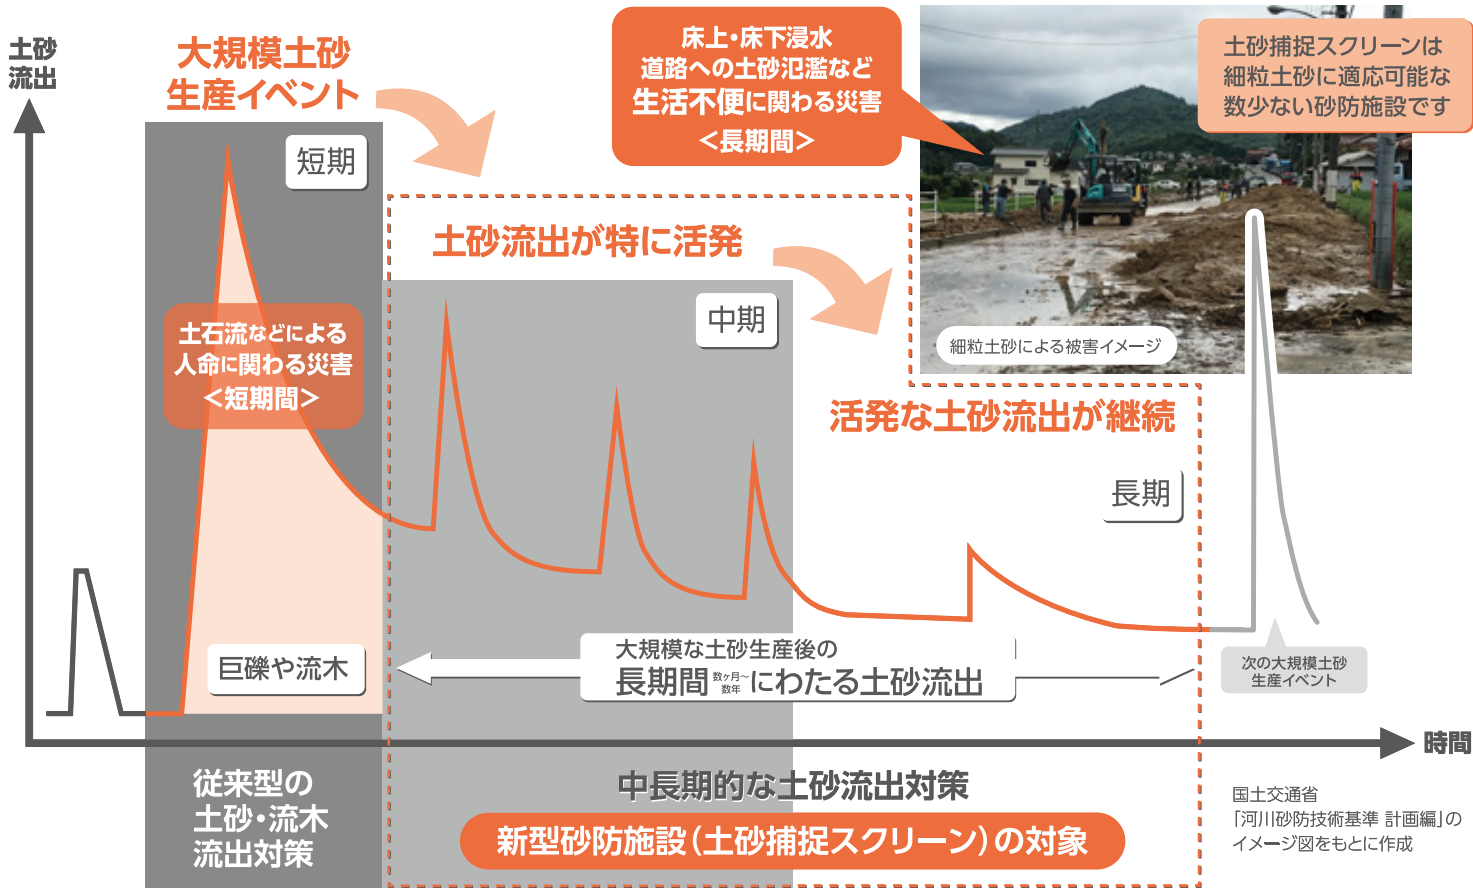 土砂
流出
大規模土砂
生産イベント
短期
土石流などによる
人命に関わる災害
＜短期間＞
巨礫や流木
従来型の
土砂・流木
流出対策
土砂流出が特に活発
中期
床上・床下浸水
道路への土砂氾濫など
生活不便に関わる災害
＜長期間＞
土砂捕捉スクリーンは
細粒土砂に適応可能な
数少ない砂防施設です
細粒土砂による被害イメージ
活発な土砂流出が継続
長期
大規模な土砂生産後の
長期間 数ヶ月～数年 にわたる土砂流出
次の大規模土砂
生産イベント
時間
中長期的な土砂流出対策
新型砂防施設（土砂捕捉スクリーン）の対象
国土交通省
「河川砂防技術基準 計画編」の
イメージ図をもとに作成